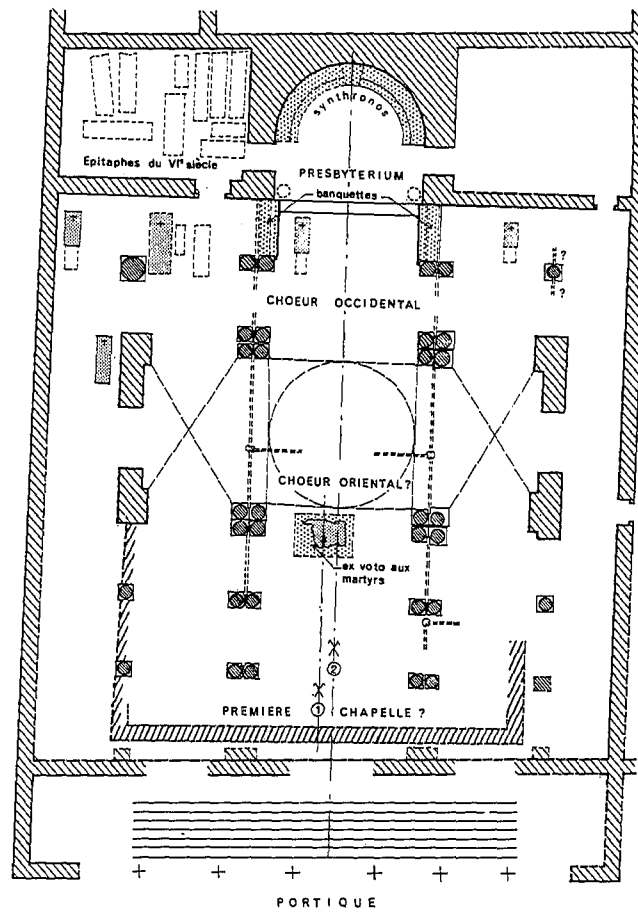 synthronos
Epitaphes du VIe siècle
PRESBYTERIUM
banquettes
?
?
CHOEUR OCCIDENTAL
CHOEUR ORIENTAL?
ex voto aux
martyrs
2
1
PREMIERE CHAPELLE ?
PORTIQUE